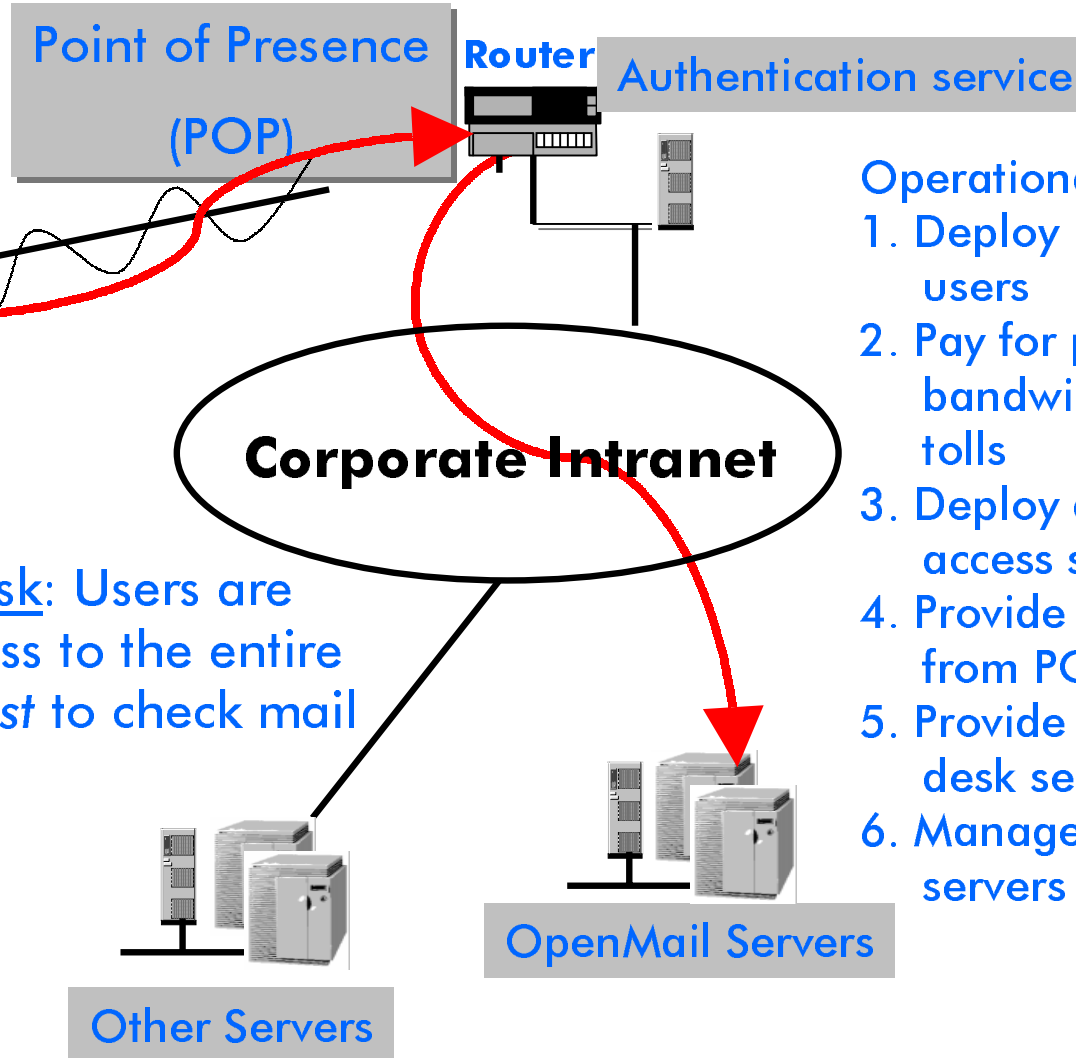 Point of Presence
(POP)
Router
Authentication service
Corporate Intranet
sk: Users are
ss to the entire
st to check mail
Operationa
1. Deploy
users
2. Pay for p
bandwi
tolls
3. Deploy
access s
4. Provide
from PO
5. Provide
desk se
6. Manage
servers
OpenMail Servers
Other Servers